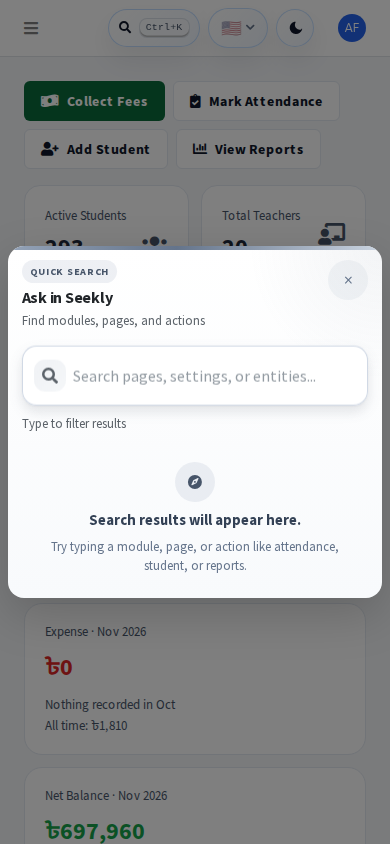 Ctrl+K
AF
Collect Fees
Mark Attendance
Add Student
View Reports
Active Students
Total Teachers
QUICK SEARCH
Ask in Seekly
Find modules, pages, and actions
Search pages, settings, or entities...
Type to filter results
Search results will appear here.
Try typing a module, page, or action like attendance,
student, or reports.
Expense · Nov 2026
৳0
Nothing recorded in Oct
All time: ৳1,810
Net Balance · Nov 2026
৳697,960